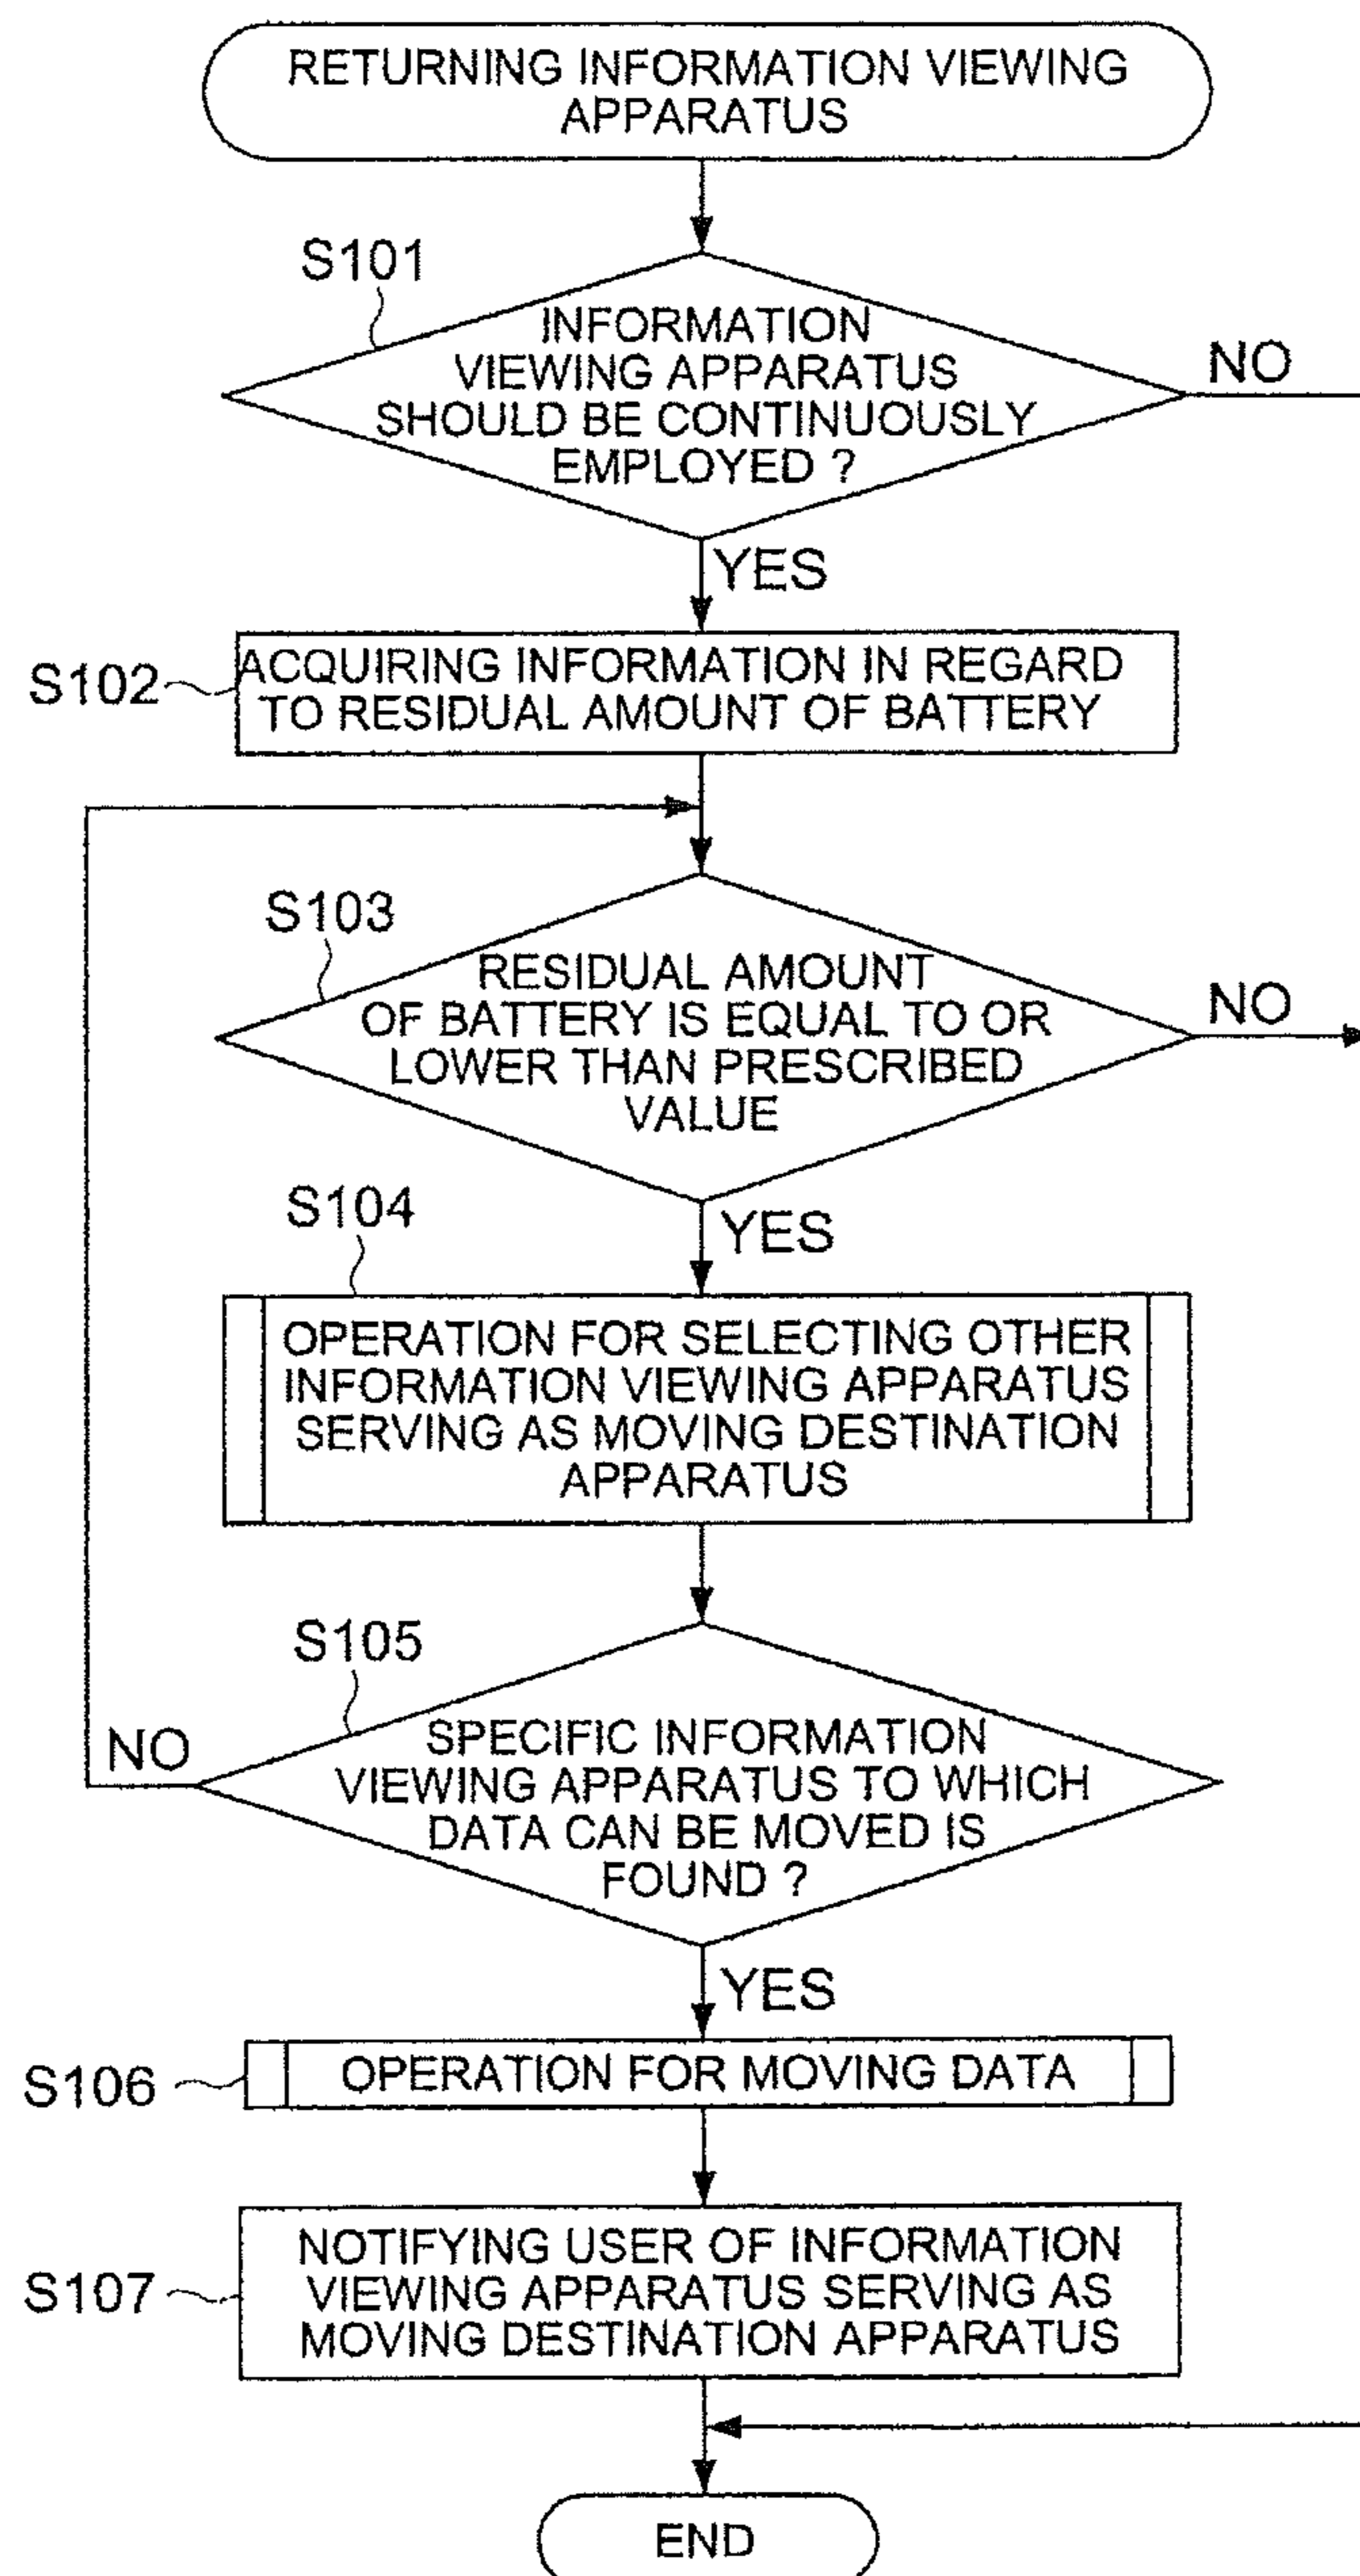 RETURNING INFORMATION VIEWING
APPARATUS
S101
INFORMATION
VIEWING APPARATUS
SHOULD BE CONTINUOUSLY
EMPLOYED ?
NO
YES
S102
ACQUIRING INFORMATION IN REGARD
TO RESIDUAL AMOUNT OF BATTERY
S103
RESIDUAL AMOUNT
OF BATTERY IS EQUAL TO OR
LOWER THAN PRESCRIBED
VALUE
NO
YES
S104
OPERATION FOR SELECTING OTHER
INFORMATION VIEWING APPARATUS
SERVING AS MOVING DESTINATION
APPARATUS
S105
SPECIFIC INFORMATION
VIEWING APPARATUS TO WHICH
DATA CAN BE MOVED IS
FOUND ?
NO
YES
S106
OPERATION FOR MOVING DATA
S107
NOTIFYING USER OF INFORMATION
VIEWING APPARATUS SERVING AS
MOVING DESTINATION APPARATUS
END